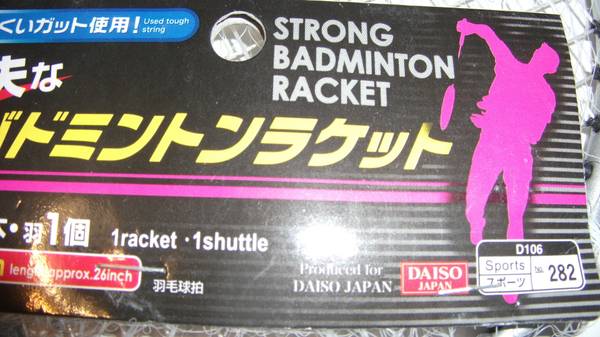 くいガット使用! Used tough
string
STRONG
BADMINTON
RACKET
夫な
バドミントンラケット
・羽1個 1racket・1shuttle
length approx.26inch
羽毛球拍
Produced for
DAISO JAPAN
DAISO
JAPAN
D106
Sports
スポーツ
No. 282